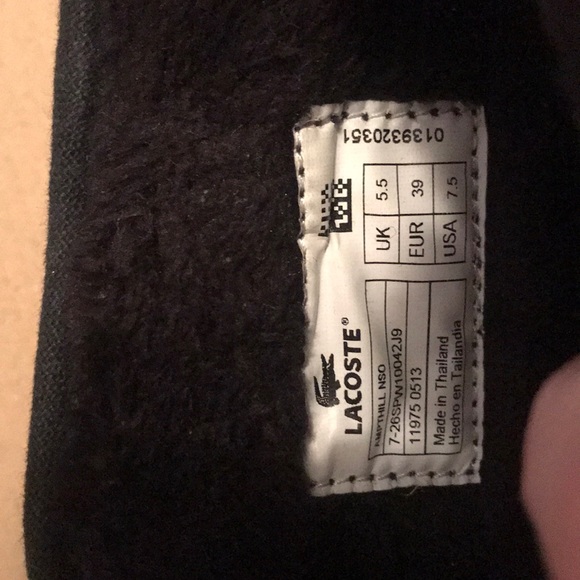 LACOSTE®
AMPTHILL NSO
7-26SPW10042J9
11975 0513
Made in Thailand
Hecho en Tailandia
UK 5.5
EUR 39
USA 7.5
0139320351